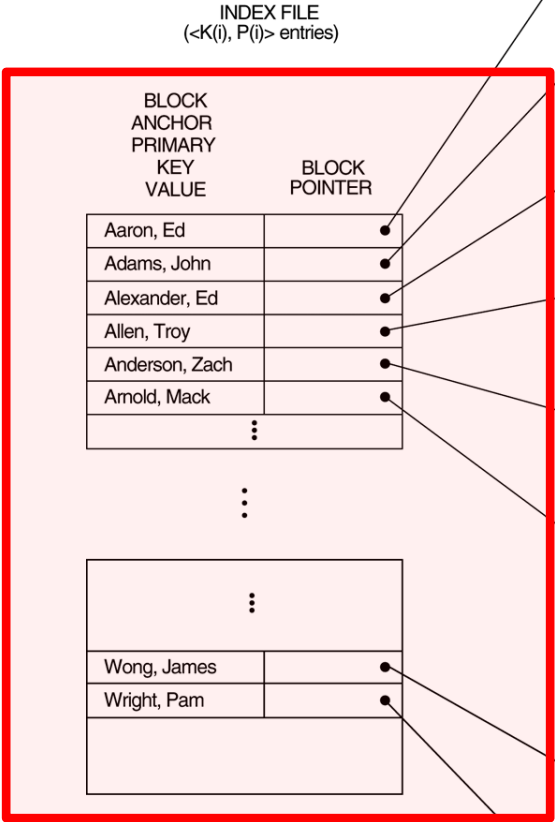 INDEX FILE
(<K(i), P(i)> entries)
BLOCK
ANCHOR
PRIMARY
KEY
VALUE
BLOCK
POINTER
Aaron, Ed
Adams, John
Alexander, Ed
Allen, Troy
Anderson, Zach
Arnold, Mack
Wong, James
Wright, Pam